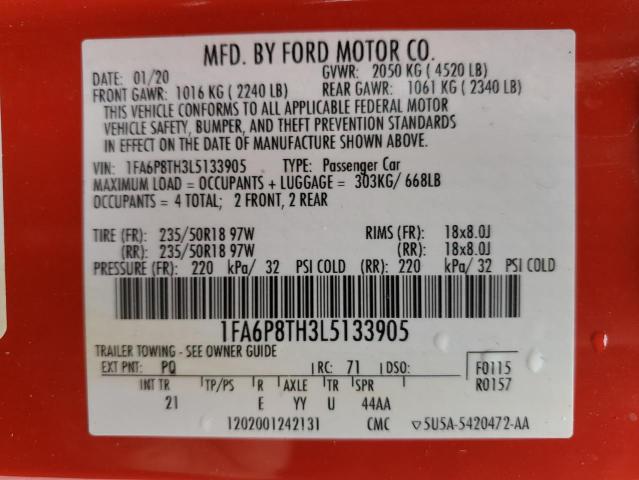 MFD. BY FORD MOTOR CO.
DATE: 01/20 GVWR: 2050 KG ( 4520 LB)
FRONT GAWR: 1016 KG ( 2240 LB) REAR GAWR: 1061 KG ( 2340 LB)
THIS VEHICLE CONFORMS TO ALL APPLICABLE FEDERAL MOTOR
VEHICLE SAFETY, BUMPER, AND THEFT PREVENTION STANDARDS
IN EFFECT ON THE DATE OF MANUFACTURE SHOWN ABOVE.
VIN: 1FA6P8TH3L5133905 TYPE: Passenger Car
MAXIMUM LOAD = OCCUPANTS + LUGGAGE = 303KG/ 668LB
OCCUPANTS = 4 TOTAL; 2 FRONT, 2 REAR
TIRE (FR): 235/50R18 97W RIMS (FR): 18x8.0J
(RR): 235/50R18 97W (RR): 18x8.0J
PRESSURE (FR): 220 kPa/ 32 PSI COLD (RR): 220 kPa/ 32 PSI COLD
1FA6P8TH3L5133905
TRAILER TOWING - SEE OWNER GUIDE
EXT PNT: PQ RC: 71 DSO: F0115
INT TR TP/PS R AXLE TR SPR R0157
21 E YY U 44AA
1202001242131 CMC ▽5U5A-5420472-AA